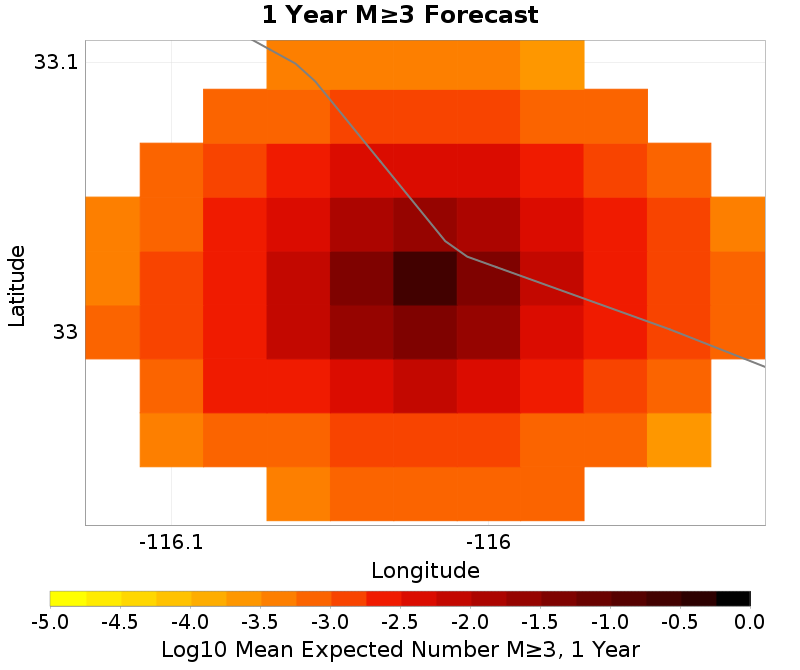 1 Year M≥3 Forecast
33.1
33
Latitude
-116.1 -116
Longitude
-5.0 -4.5 -4.0 -3.5 -3.0 -2.5 -2.0 -1.5 -1.0 -0.5 0.0
Log10 Mean Expected Number M≥3, 1 Year